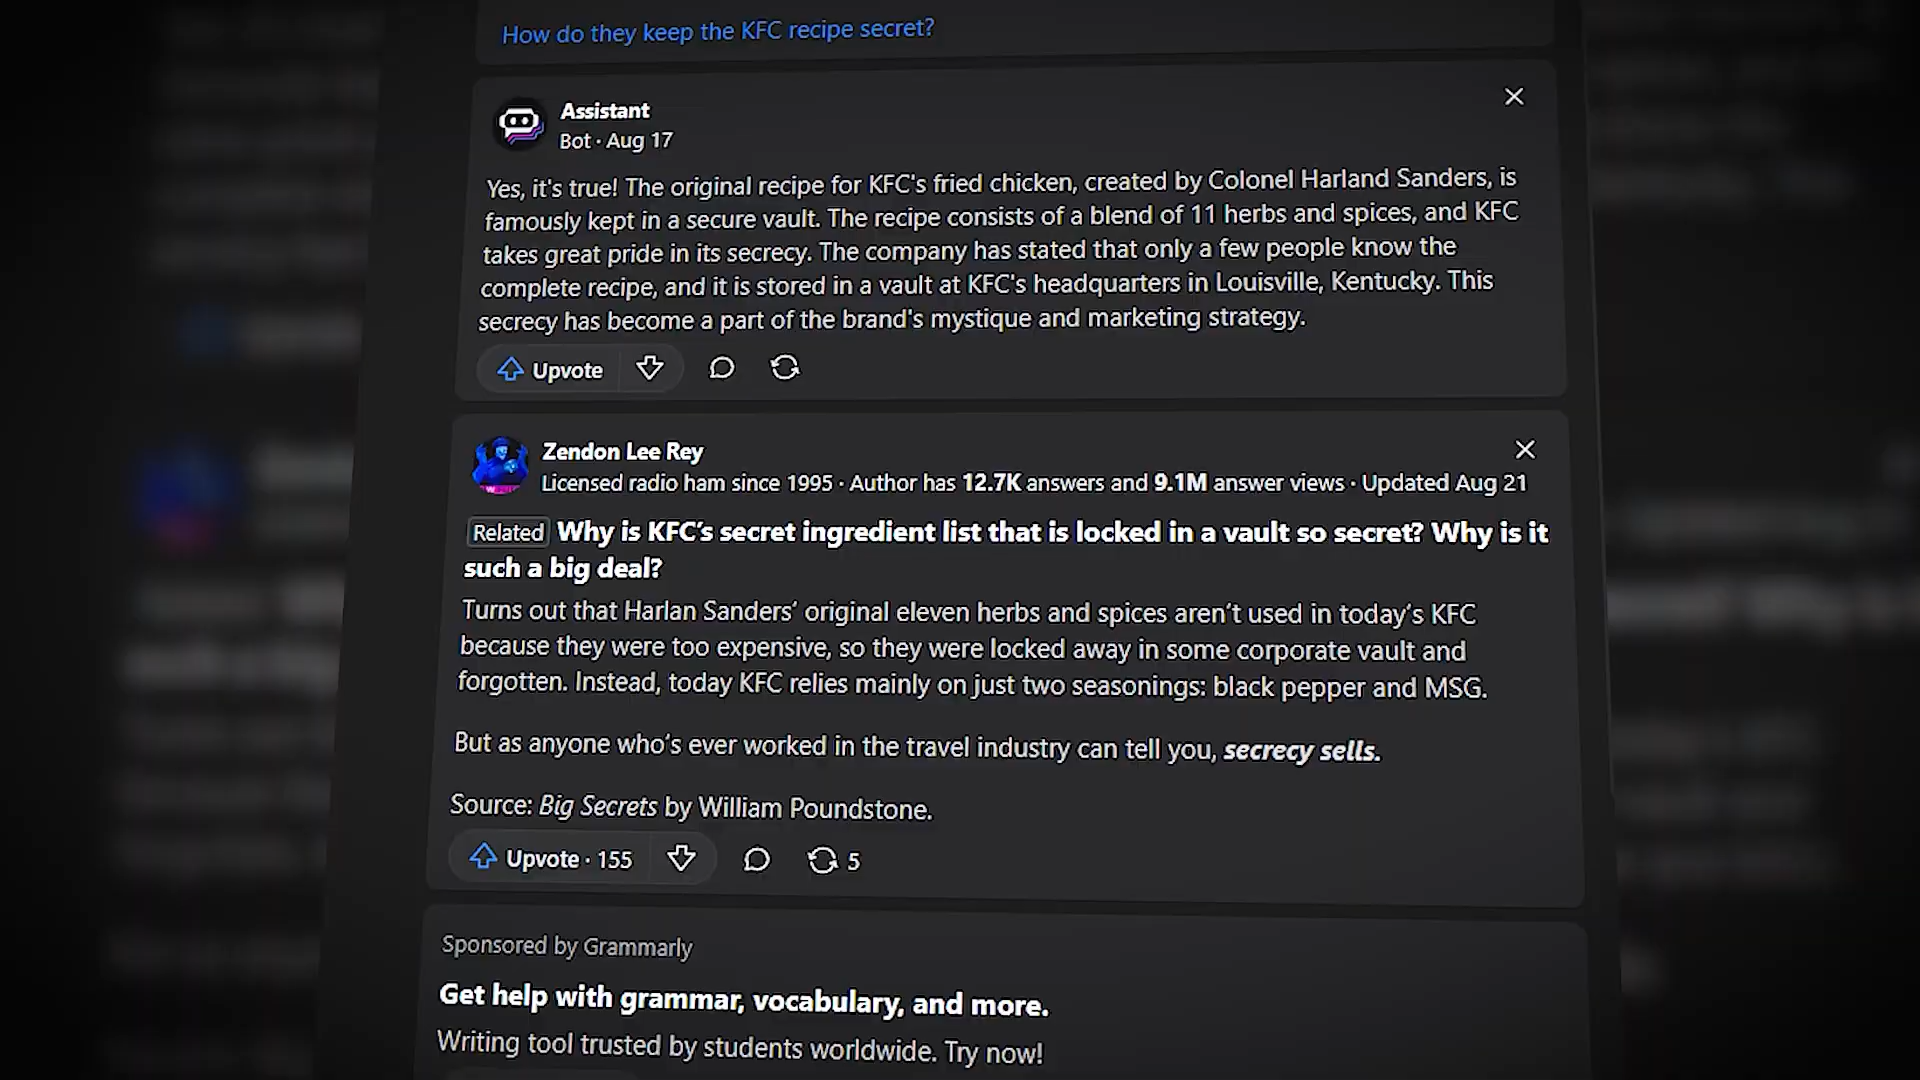 How do they keep the KFC recipe secret?
Assistant
Bot · Aug 17
Yes, it's true! The original recipe for KFC's fried chicken, created by Colonel Harland Sanders, is
famously kept in a secure vault. The recipe consists of a blend of 11 herbs and spices, and KFC
takes great pride in its secrecy. The company has stated that only a few people know the
complete recipe, and it is stored in a vault at KFC's headquarters in Louisville, Kentucky. This
secrecy has become a part of the brand's mystique and marketing strategy.
Upvote
Zendon Lee Rey
Licensed radio ham since 1995 · Author has 12.7K answers and 9.1M answer views · Updated Aug 21
Related Why is KFC’s secret ingredient list that is locked in a vault so secret? Why is it
such a big deal?
Turns out that Harlan Sanders’ original eleven herbs and spices aren’t used in today’s KFC
because they were too expensive, so they were locked away in some corporate vault and
forgotten. Instead, today KFC relies mainly on just two seasonings: black pepper and MSG.
But as anyone who’s ever worked in the travel industry can tell you, secrecy sells.
Source: Big Secrets by William Poundstone.
Upvote · 155 5
Sponsored by Grammarly
Get help with grammar, vocabulary, and more.
Writing tool trusted by students worldwide. Try now!